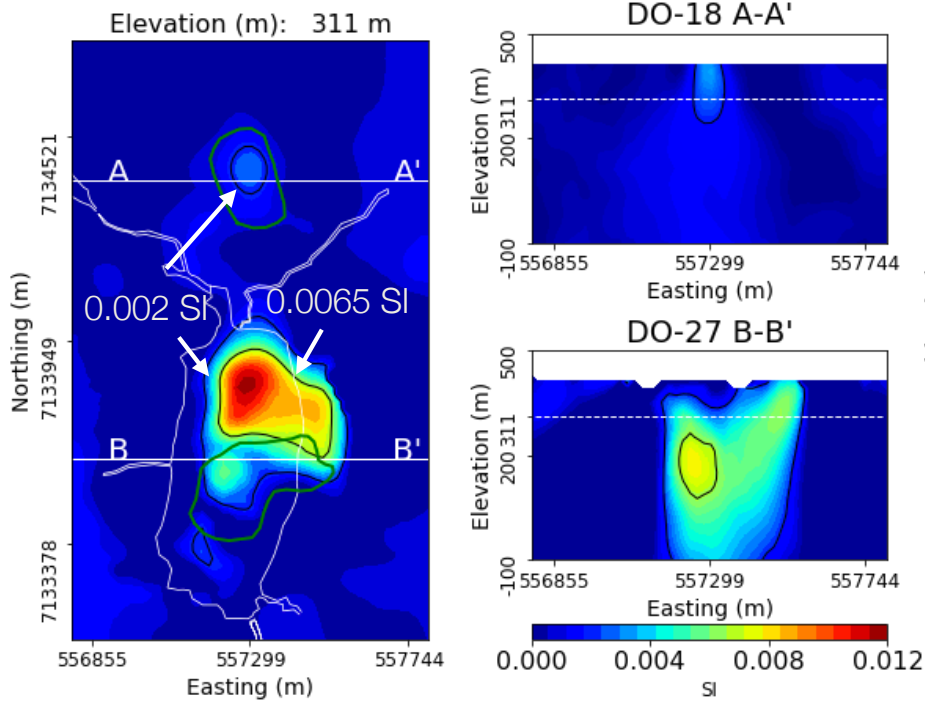 Elevation (m): 311 m
A A'
0.002 SI 0.0065 SI
B B'
7134521
7133949
7133378
Northing (m)
556855 557299 557744
Easting (m)
DO-18 A-A'
500
311
200
-100
Elevation (m)
556855 557299 557744
Easting (m)
DO-27 B-B'
500
311
200
-100
Elevation (m)
556855 557299 557744
Easting (m)
0.000 0.004 0.008 0.012
SI